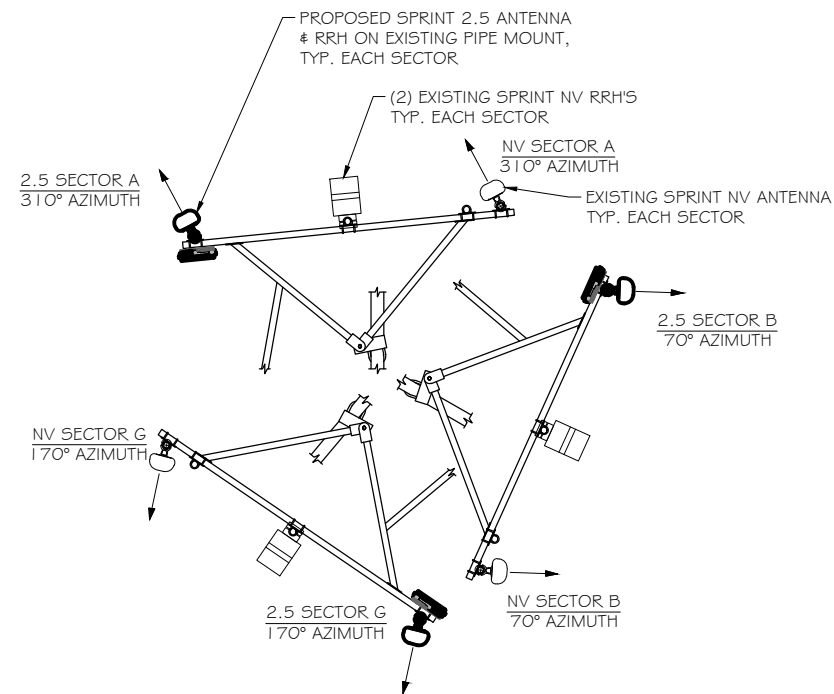 PROPOSED SPRINT 2.5 ANTENNA
& RRH ON EXISTING PIPE MOUNT,
TYP. EACH SECTOR
(2) EXISTING SPRINT NV RRH'S
TYP. EACH SECTOR
NV SECTOR A
310° AZIMUTH
2.5 SECTOR A
310° AZIMUTH
EXISTING SPRINT NV ANTENNA
TYP. EACH SECTOR
2.5 SECTOR B
70° AZIMUTH
NV SECTOR G
170° AZIMUTH
NV SECTOR B
70° AZIMUTH
2.5 SECTOR G
170° AZIMUTH